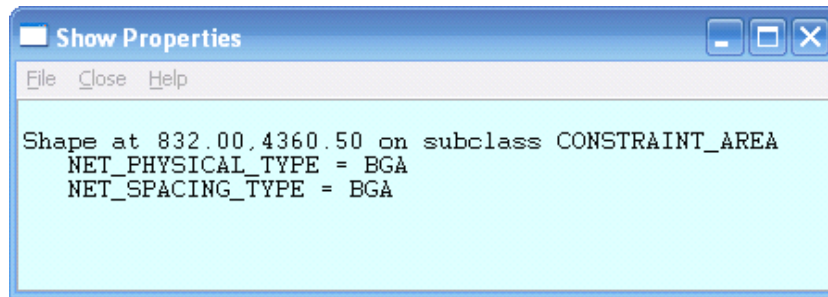 Show Properties
File Close Help
Shape at 832.00,4360.50 on subclass CONSTRAINT_AREA
NET_PHYSICAL_TYPE = BGA
NET_SPACING_TYPE = BGA